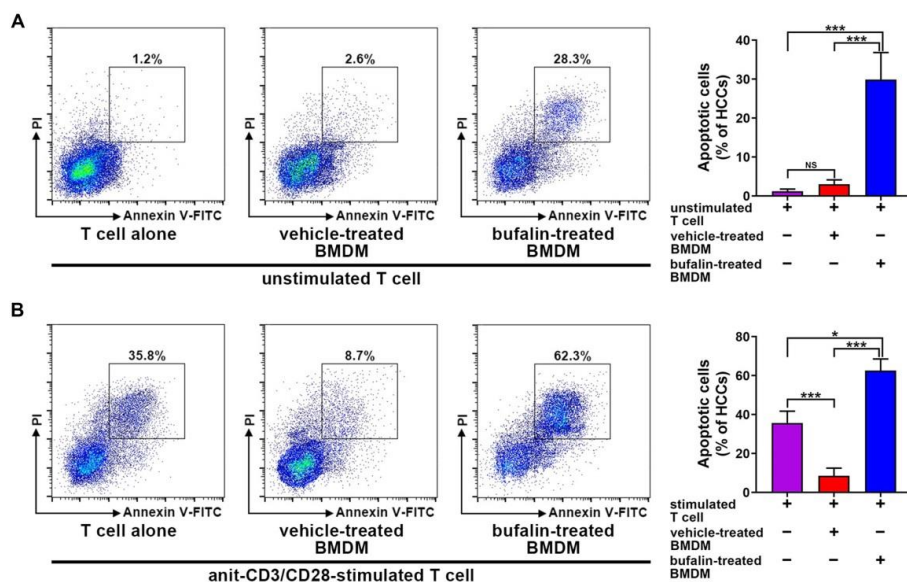 A
1.2%
2.6%
28.3%
PI
PI
PI
Annexin V-FITC
Annexin V-FITC
Annexin V-FITC
T cell alone
vehicle-treated
BMDM
bufalin-treated
BMDM
unstimulated T cell
Apoptotic cells
(% of HCCs)
40
30
20
10
0
***
***
NS
unstimulated
T cell
+ + +
vehicle-treated
BMDM
− + −
bufalin-treated
BMDM
− − +
B
35.8%
8.7%
62.3%
PI
PI
PI
Annexin V-FITC
Annexin V-FITC
Annexin V-FITC
T cell alone
vehicle-treated
BMDM
bufalin-treated
BMDM
anit-CD3/CD28-stimulated T cell
Apoptotic cells
(% of HCCs)
80
60
40
20
0
*
***
***
stimulated
T cell
+ + +
vehicle-treated
BMDM
− + −
bufalin-treated
BMDM
− − +